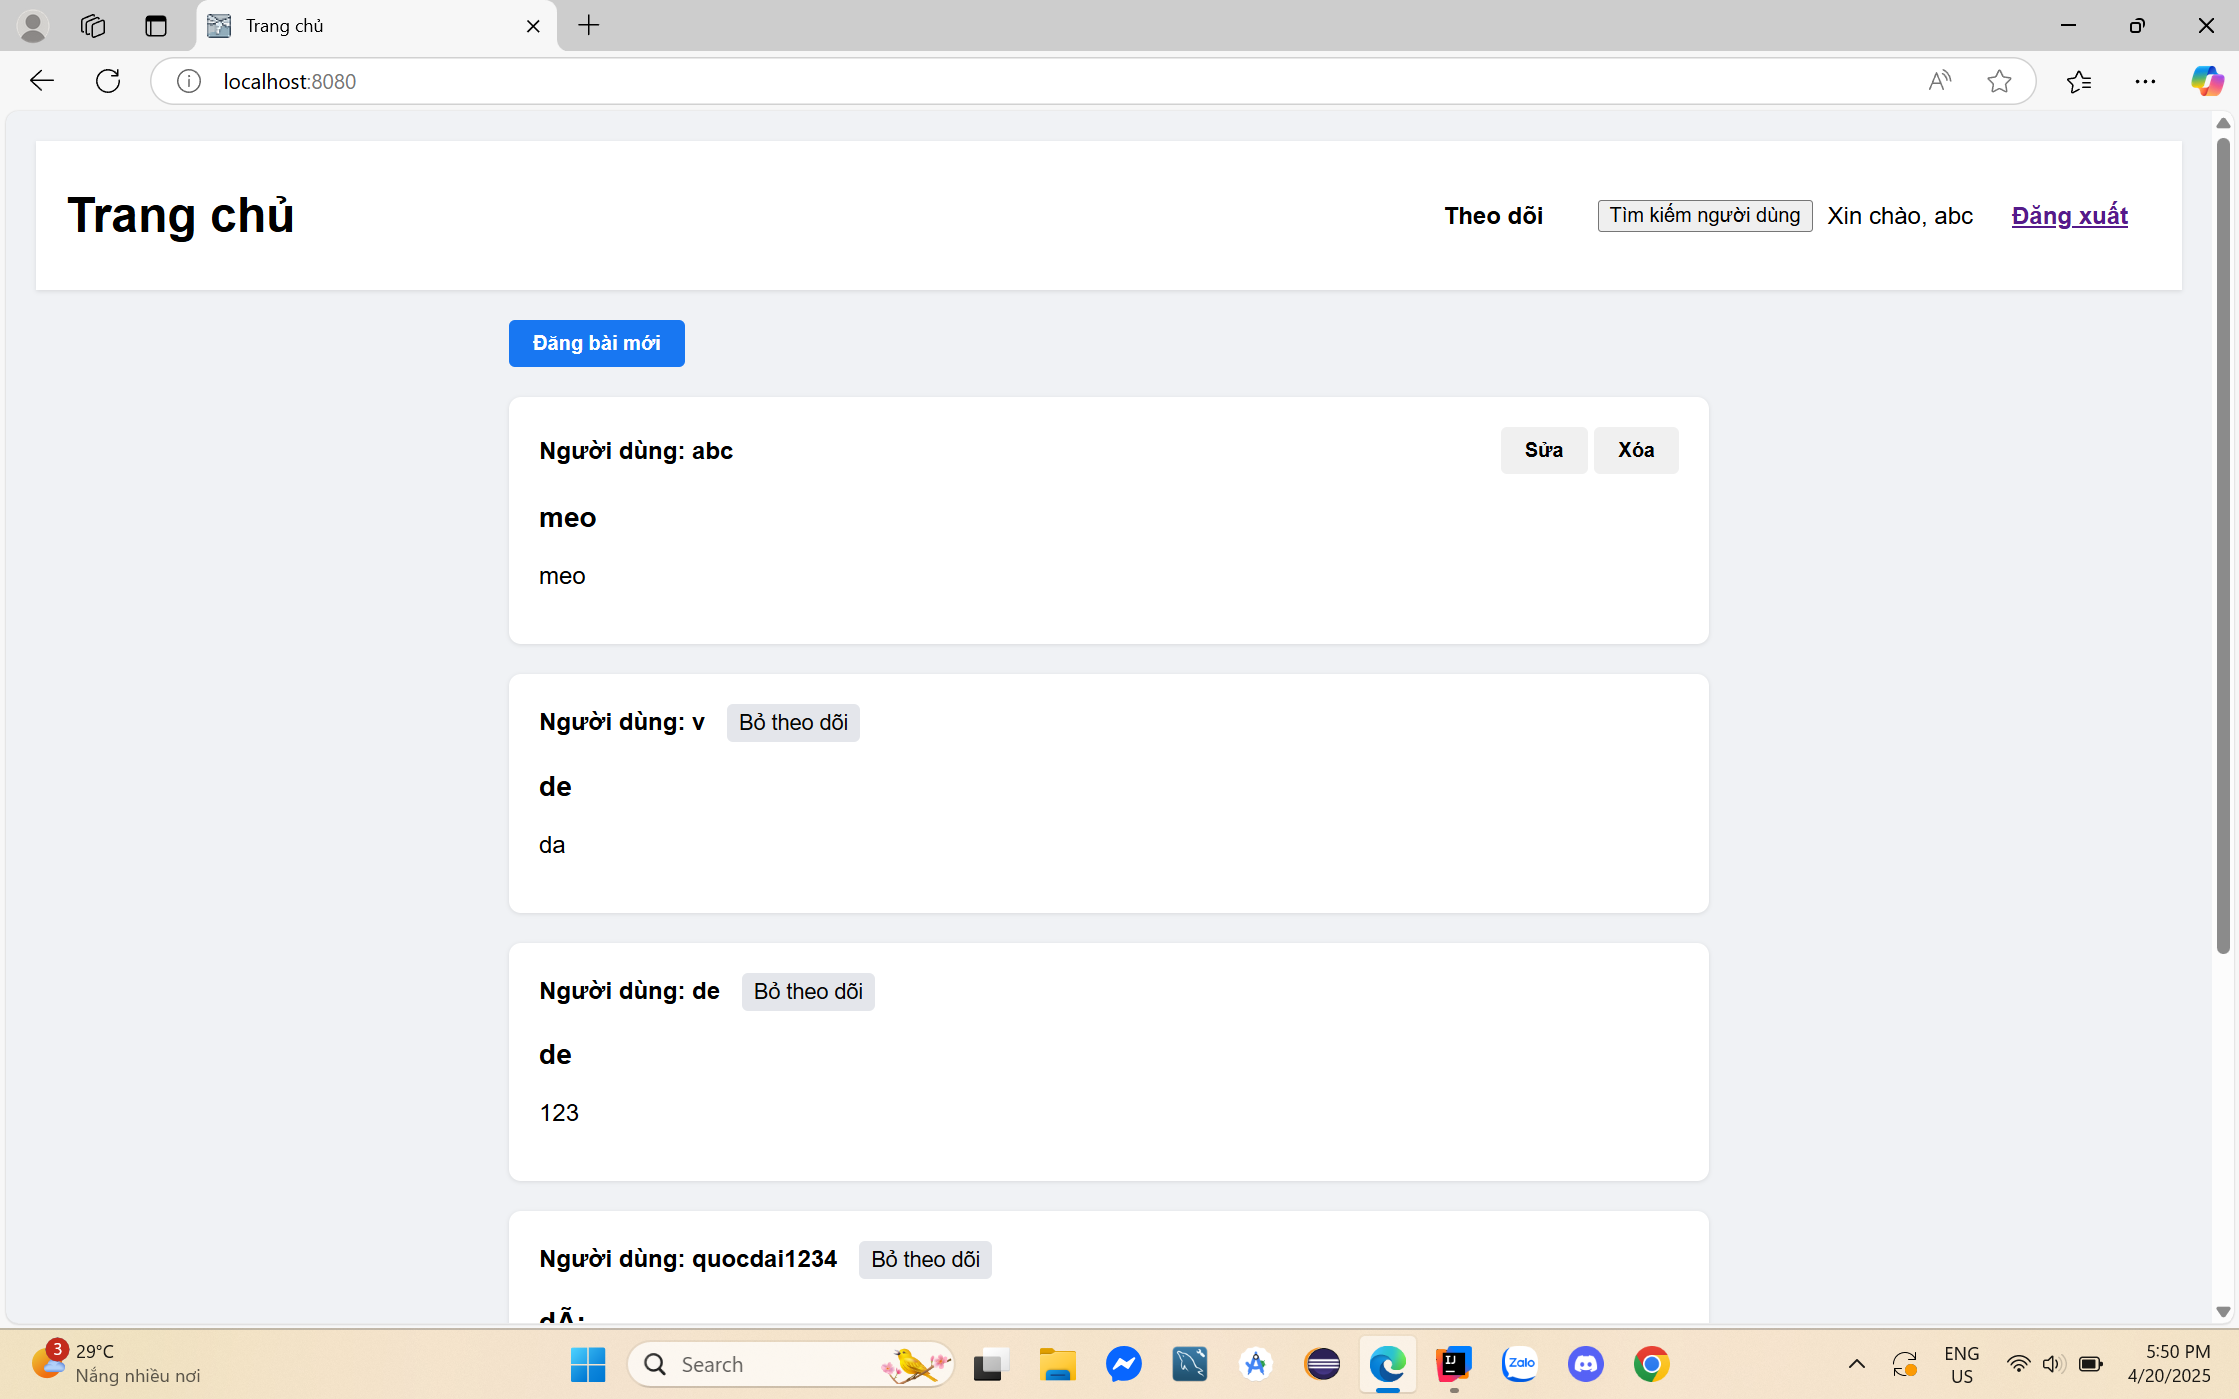 Trang chủ
localhost:8080
Trang chủ
Theo dõi
Tìm kiếm người dùng
Xin chào, abc
Đăng xuất
Đăng bài mới
Người dùng: abc
Sửa
Xóa
meo
meo
Người dùng: v
Bỏ theo dõi
de
da
Người dùng: de
Bỏ theo dõi
de
123
Người dùng: quocdai1234
Bỏ theo dõi
3
29°C
Nắng nhiều nơi
Search
Zalo
ENG
US
5:50 PM
4/20/2025